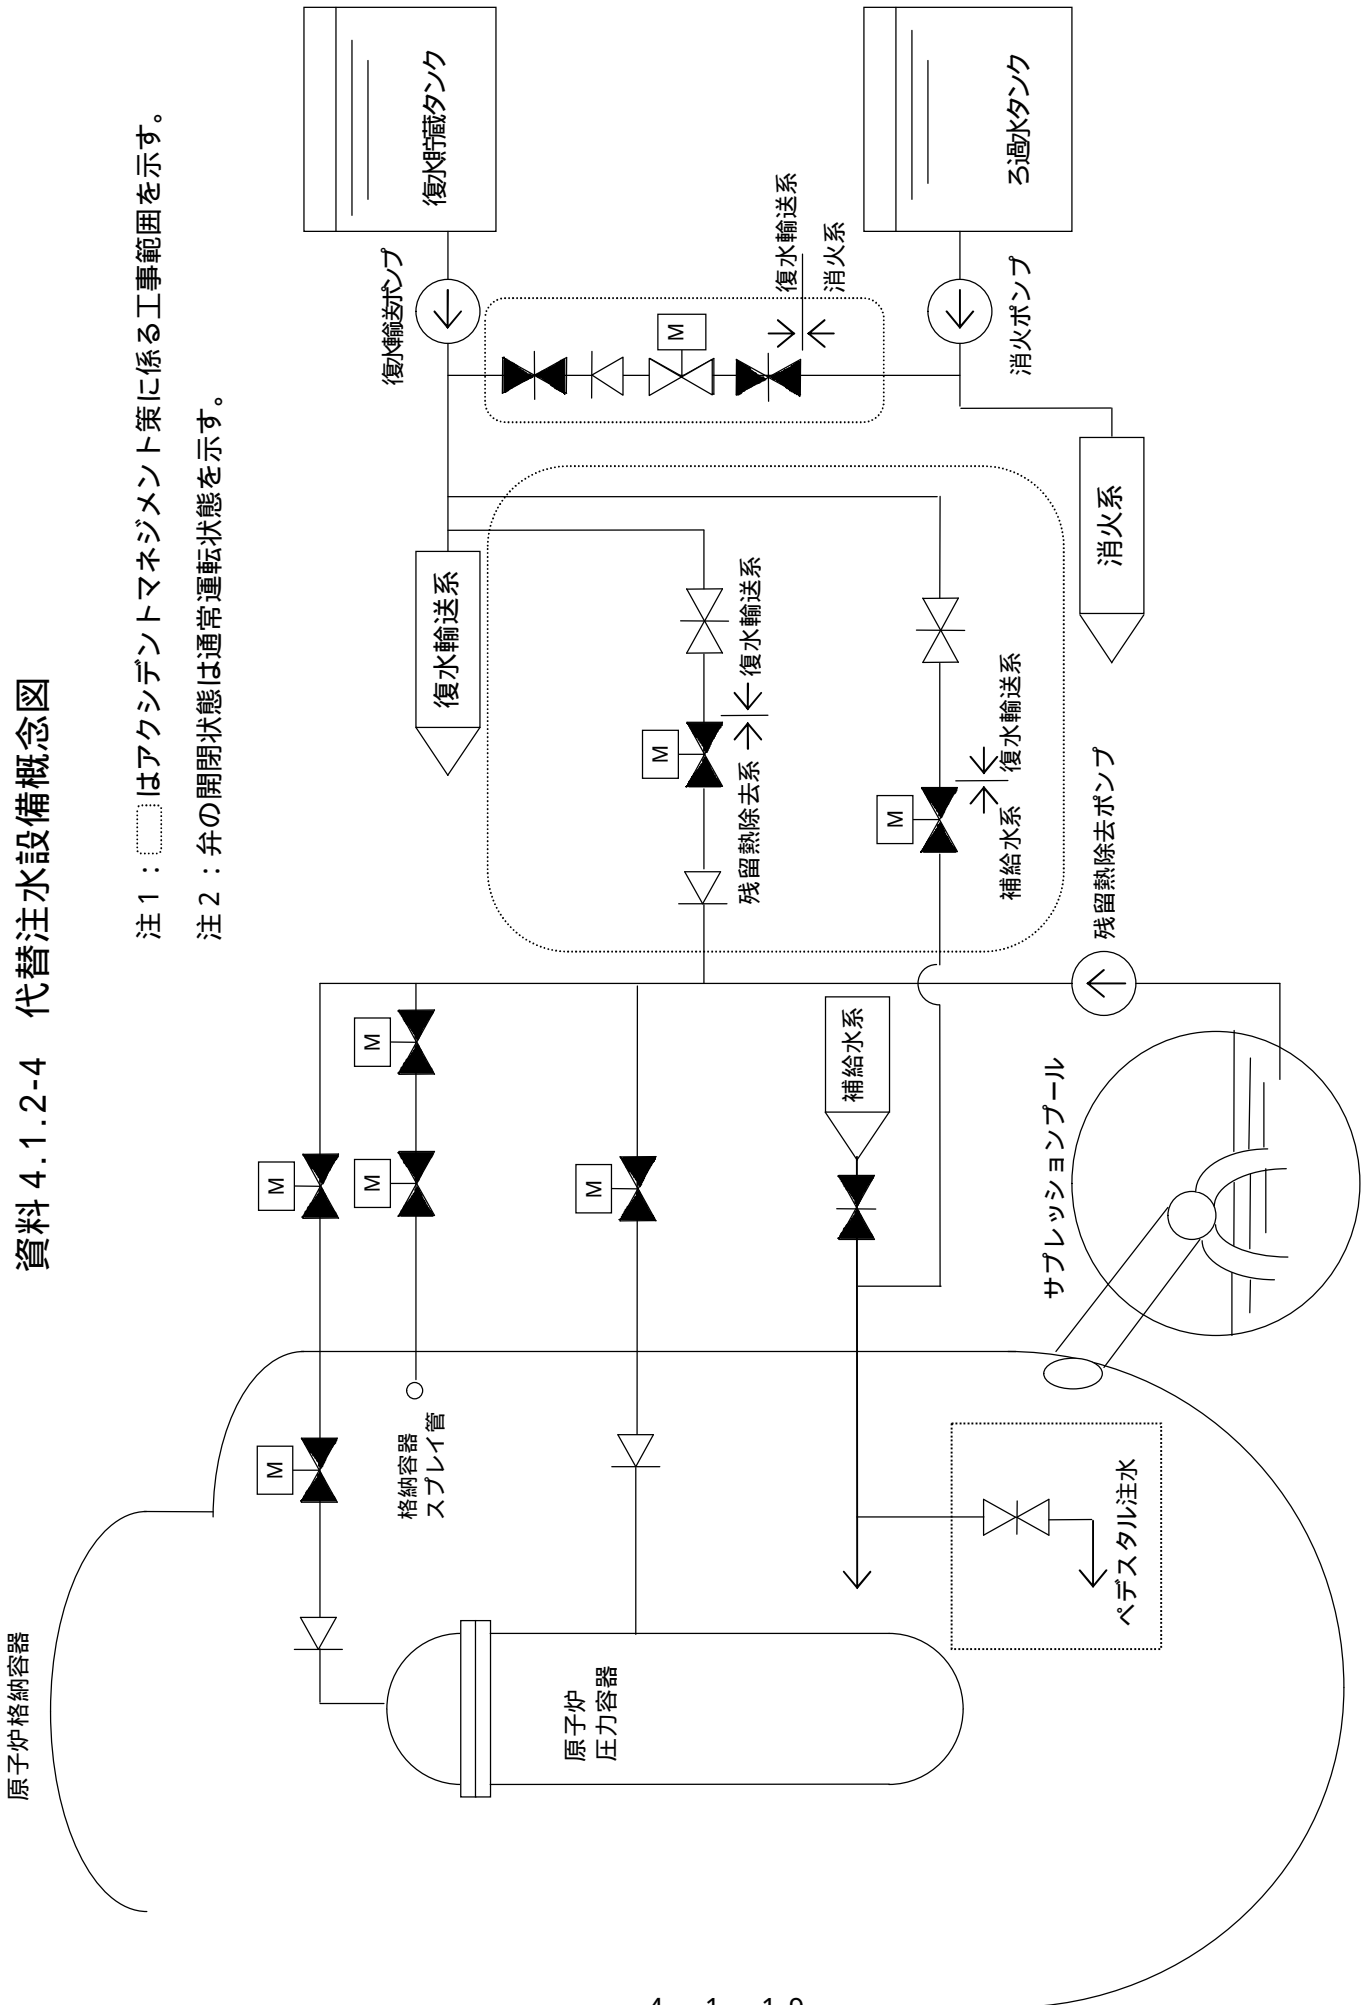 資料4.1.2-4　代替注水設備概念図
注1：　はアクシデントマネジメント策に係る工事範囲を示す。
注2：弁の開閉状態は通常運転状態を示す。
原子炉格納容器
復水貯蔵タンク
復水輸送ポンプ
復水輸送系
M
復水輸送系
消火系
ろ過水タンク
消火ポンプ
消火系
M
残留熱除去系
復水輸送系
M
補給水系
復水輸送系
残留熱除去ポンプ
M
M
M
M
M
格納容器
スプレイ管
補給水系
サプレッションプール
原子炉
圧力容器
ペデスタル注水